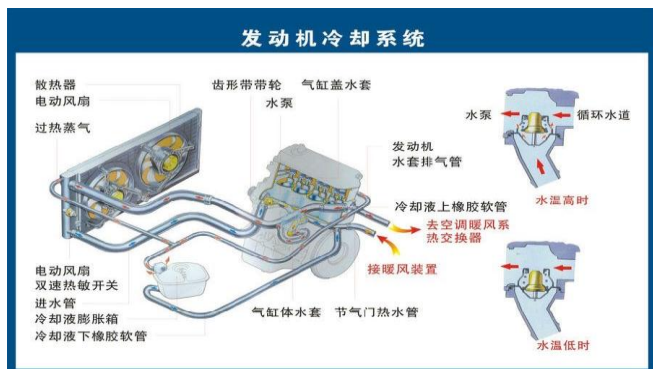 发动机冷却系统
散热器
电动风扇
过热蒸气
齿形带带轮
气缸盖水套
水泵
发动机
水套排气管
冷却液上橡胶软管
去空调暖风系
热交换器
接暖风装置
电动风扇
双速热敏开关
进水管
冷却液膨胀箱
冷却液下橡胶软管
气缸体水套
节气门热水管
水泵
循环水道
水温高时
水温低时